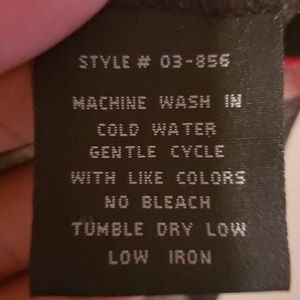 STYLE # 03-856
MACHINE WASH IN
COLD WATER
GENTLE CYCLE
WITH LIKE COLORS
NO BLEACH
TUMBLE DRY LOW
LOW IRON